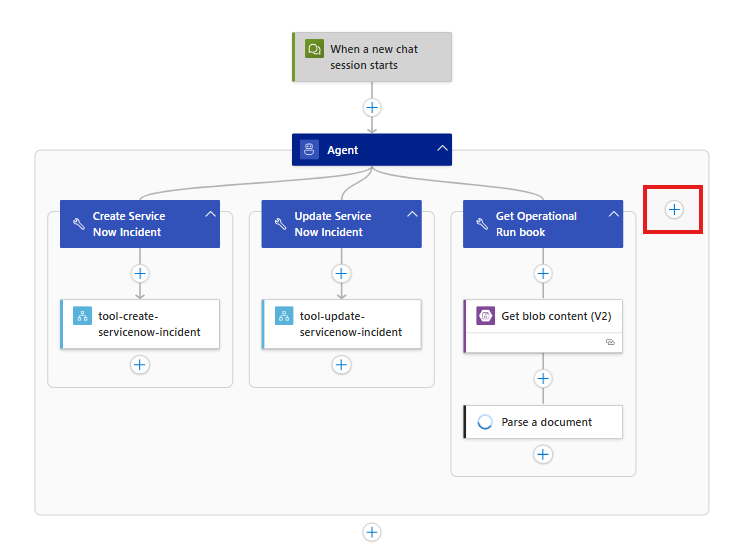 When a new chat
session starts
Agent
Create Service
Now Incident
Update Service
Now Incident
Get Operational
Run book
tool-create-
servicenow-incident
tool-update-
servicenow-incident
Get blob content (V2)
Parse a document